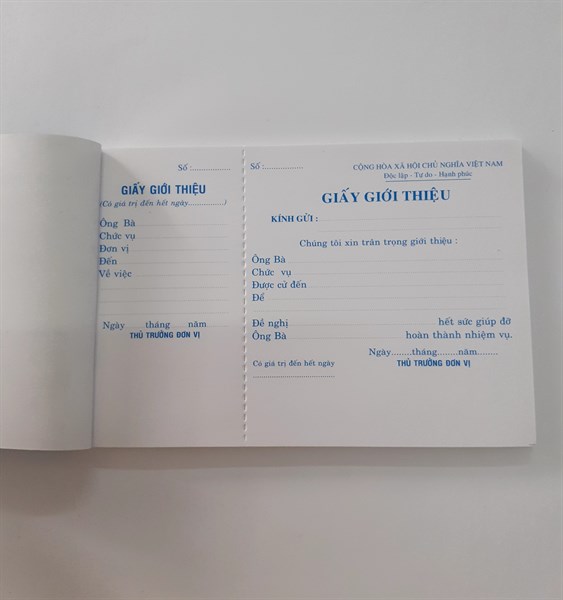 Số :................
GIẤY GIỚI THIỆU
(Có giá trị đến hết ngày..............)
Ông Bà
Chức vụ
Đơn vị
Đến
Về việc
Ngày......tháng......năm
THỦ TRƯỞNG ĐƠN VỊ
Số :................
CỘNG HÒA XÃ HỘI CHỦ NGHĨA VIỆT NAM
Độc lập - Tự do - Hạnh phúc
GIẤY GIỚI THIỆU
KÍNH GỬI :
Chúng tôi xin trân trọng giới thiệu :
Ông Bà
Chức vụ
Được cử đến
Để
Đề nghị hết sức giúp đỡ
Ông Bà hoàn thành nhiệm vụ.
Ngày........tháng........năm........
Có giá trị đến hết ngày THỦ TRƯỞNG ĐƠN VỊ
..............................